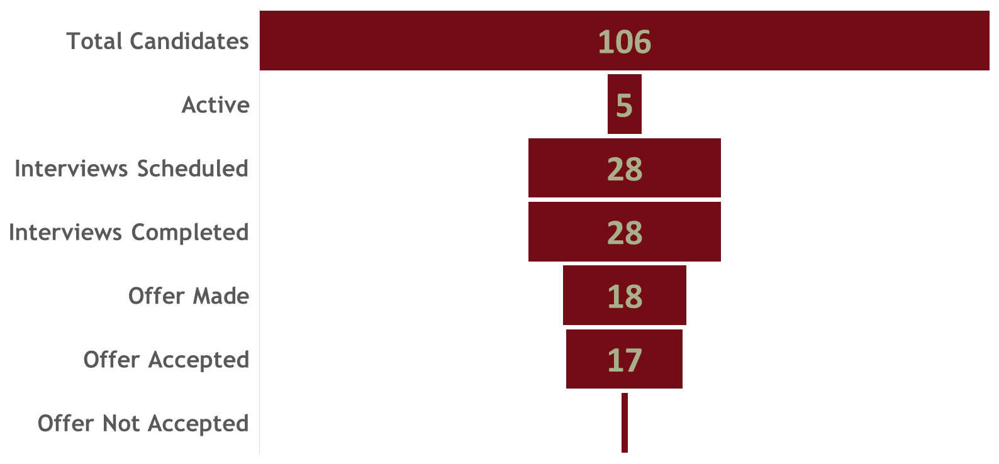 Total Candidates 106
Active 5
Interviews Scheduled 28
Interviews Completed 28
Offer Made 18
Offer Accepted 17
Offer Not Accepted